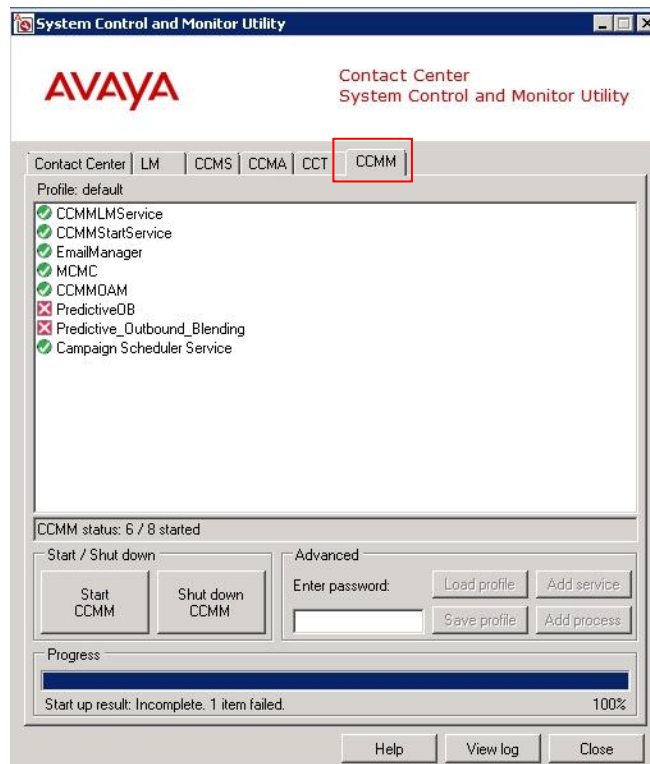 System Control and Monitor Utility
AVAYA
Contact Center
System Control and Monitor Utility
Contact Center LM CCMS CCMA CCT CCMM
Profile: default
CCMMLMService
CCMMStartService
EmailManager
MCMC
CCMMOAM
PredictiveOB
Predictive_Outbound_Blending
Campaign Scheduler Service
CCMM status: 6 / 8 started
Start / Shut down
Start
CCMM
Shut down
CCMM
Advanced
Enter password:
Load profile
Add service
Save profile
Add process
Progress
Start up result: Incomplete. 1 item failed. 100%
Help View log Close